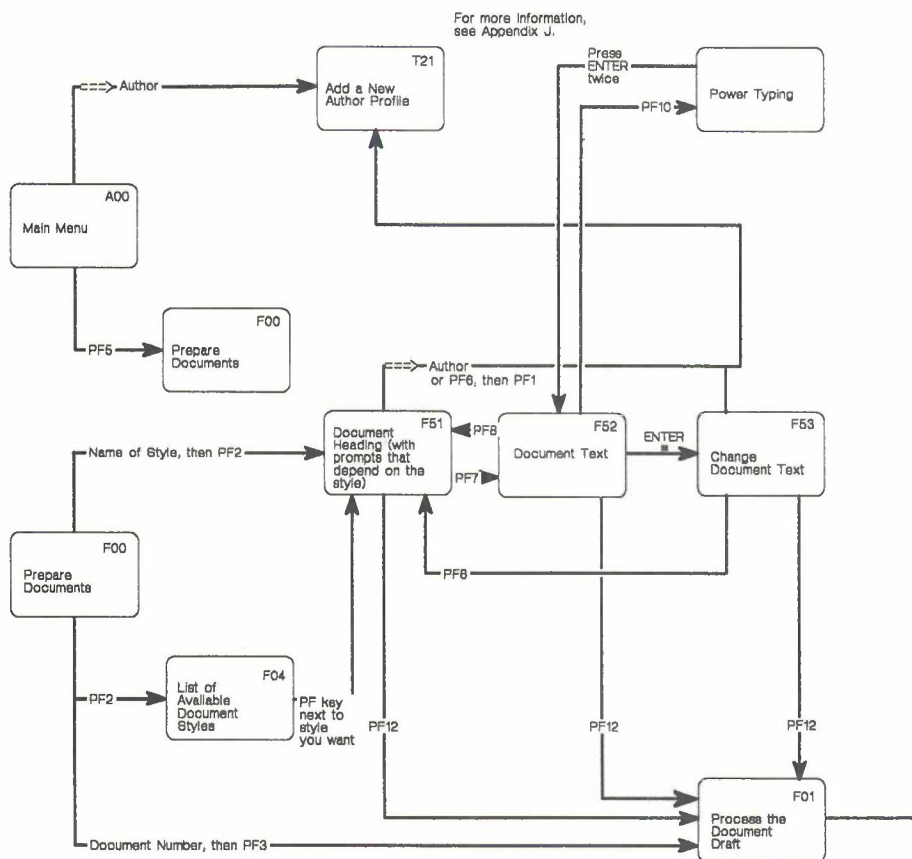 For more information,
see Appendix J.
===> Author
T21
Add a New
Author Profile
Press
ENTER
twice
Power Typing
PF10
A00
Main Menu
PF5
F00
Prepare
Documents
===> Author
or PF6, then PF1
Name of Style, then PF2
F51
Document
Heading (with
prompts that
depend on the
style)
PF8
PF7
F52
Document Text
ENTER
F53
Change
Document Text
PF8
F00
Prepare
Documents
PF2
F04
List of
Available
Document
Styles
PF key
next to
style
you want
PF12
PF12
PF12
F01
Process the
Document
Draft
Document Number, then PF3